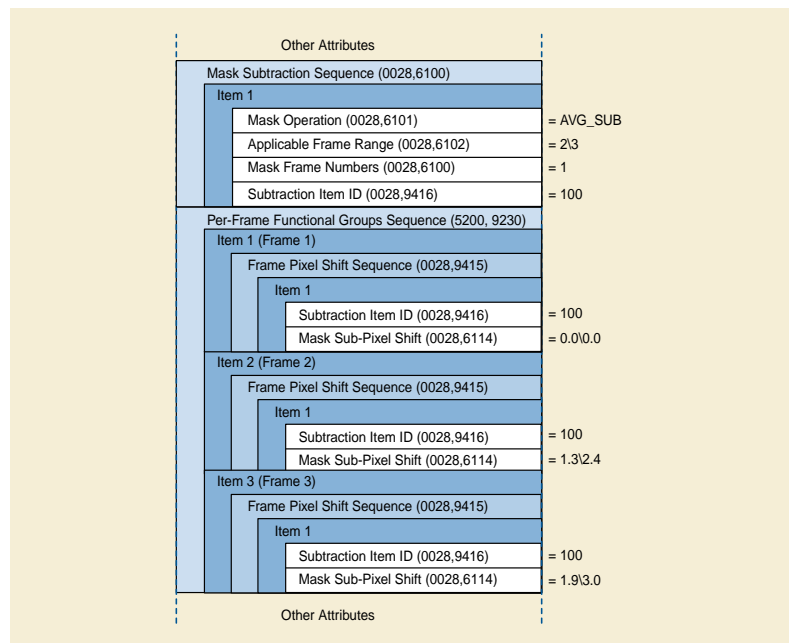 Other Attributes
Mask Subtraction Sequence (0028,6100)
Item 1
Mask Operation (0028,6101) = AVG_SUB
Applicable Frame Range (0028,6102) = 2\3
Mask Frame Numbers (0028,6100) = 1
Subtraction Item ID (0028,9416) = 100
Per-Frame Functional Groups Sequence (5200, 9230)
Item 1 (Frame 1)
Frame Pixel Shift Sequence (0028,9415)
Item 1
Subtraction Item ID (0028,9416) = 100
Mask Sub-Pixel Shift (0028,6114) = 0.0\0.0
Item 2 (Frame 2)
Frame Pixel Shift Sequence (0028,9415)
Item 1
Subtraction Item ID (0028,9416) = 100
Mask Sub-Pixel Shift (0028,6114) = 1.3\2.4
Item 3 (Frame 3)
Frame Pixel Shift Sequence (0028,9415)
Item 1
Subtraction Item ID (0028,9416) = 100
Mask Sub-Pixel Shift (0028,6114) = 1.9\3.0
Other Attributes